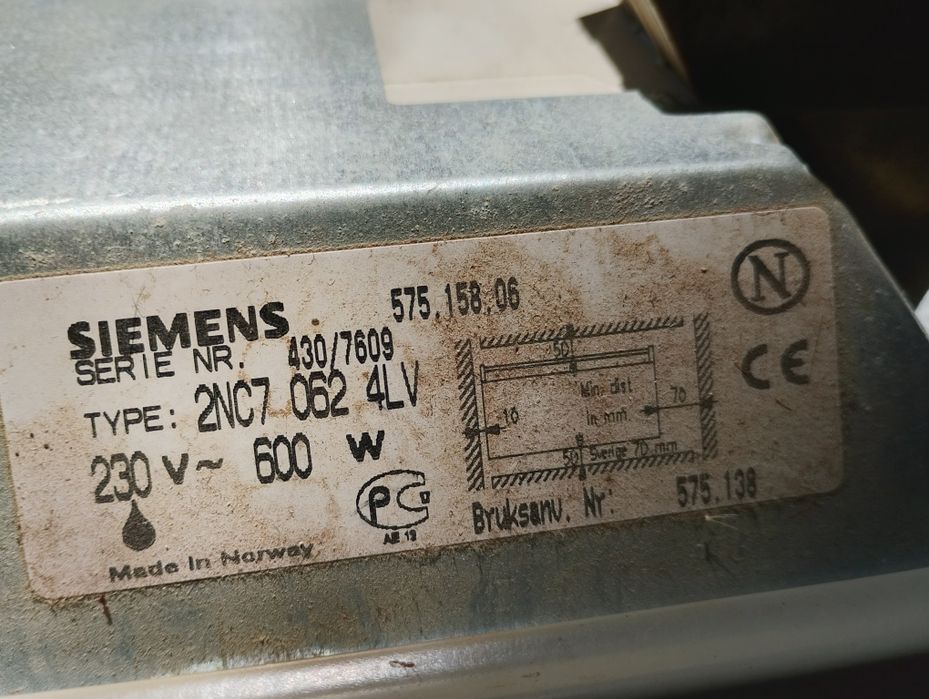 SIEMENS
575.158.06
SERIE NR. 430/7609
TYPE: 2NC7 062 4LV
230 V~ 600 W
Made In Norway
PC
AE 19
N
CE
50
Min. dist
in mm.
10
70
50 Sverige 70 mm
Bruksanv. Nr: 575.138